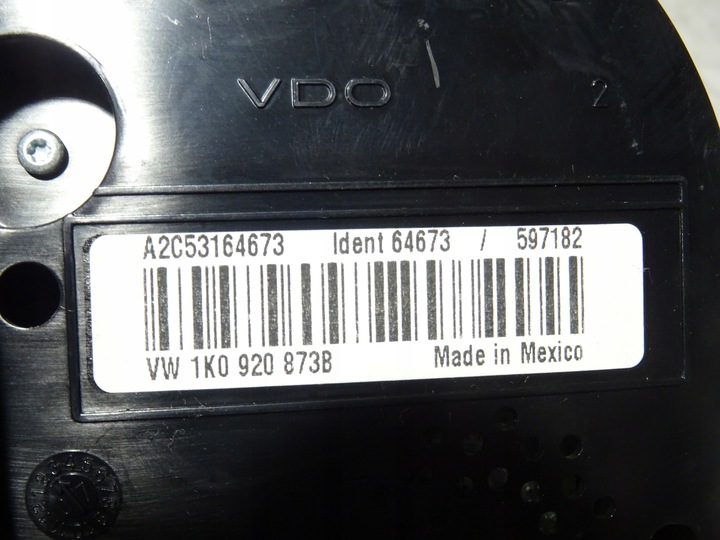 VDO
2
A2C53164673 Ident 64673 / 597182
VW 1K0 920 873B Made in Mexico